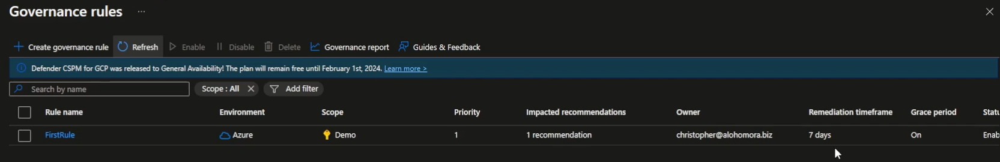 Governance rules ...
Create governance rule Refresh Enable Disable Delete Governance report Guides & Feedback
Defender CSPM for GCP was released to General Availability! The plan will remain free until February 1st, 2024. Learn more >
Search by name Scope : All Add filter
Rule name Environment Scope Priority Impacted recommendations Owner Remediation timeframe Grace period Statu
FirstRule Azure Demo 1 1 recommendation christopher@alohomora.biz 7 days On Enab